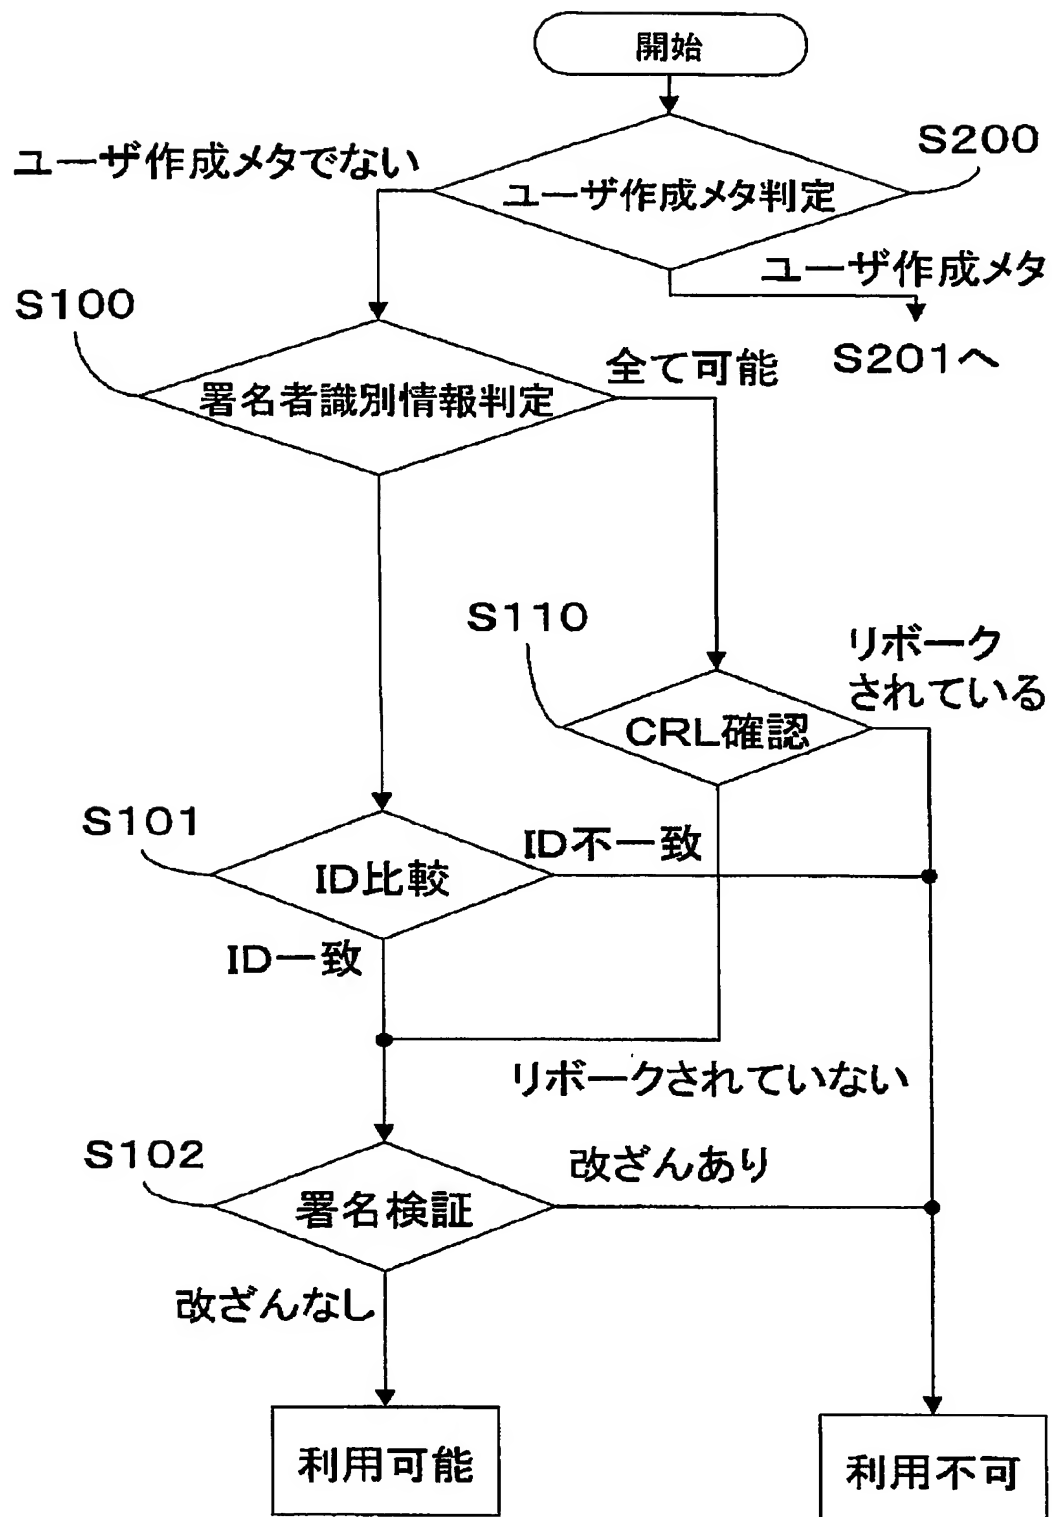 開始
S200
ユーザ作成メタでない
ユーザ作成メタ判定
ユーザ作成メタ
S201へ
S100
署名者識別情報判定
全て可能
S110
リボーク
されている
CRL確認
S101
ID比較
ID不一致
ID一致
リボークされていない
S102
署名検証
改ざんあり
改ざんなし
利用可能
利用不可